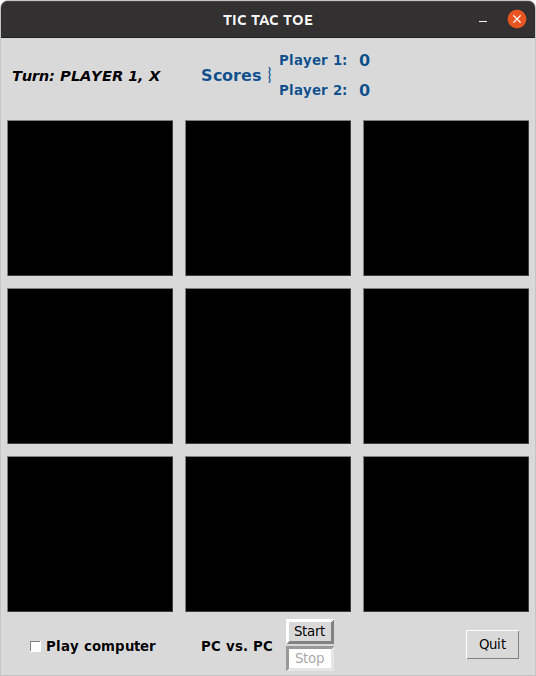 TIC TAC TOE
Turn: PLAYER 1, X
Scores
Player 1: 0
Player 2: 0
Play computer
PC vs. PC
Start
Stop
Quit